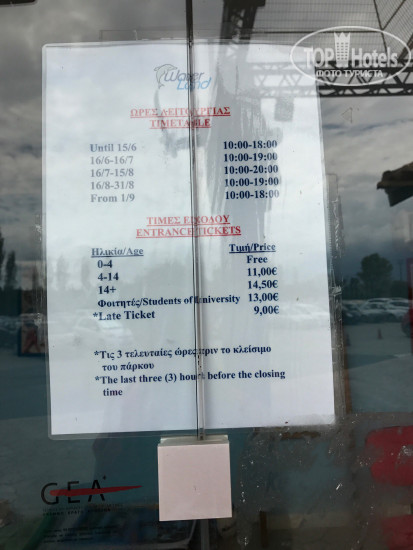 TOPHotels
ФОТО ТУРИСТА
Water
Land
ΩΡΕΣ ΛΕΙΤΟΥΡΓΙΑΣ
TIMETABLE
Until 15/6 10:00-18:00
16/6-16/7 10:00-19:00
17/7-15/8 10:00-20:00
16/8-31/8 10:00-19:00
From 1/9 10:00-18:00
ΤΙΜΕΣ ΕΙΣΟΔΟΥ
ENTRANCE TICKETS
Ηλικία/Age Τιμή/Price
0-4 Free
4-14 11,00€
14+ 14,50€
Φοιτητές/Students of University 13,00€
*Late Ticket 9,00€
*Τις 3 τελευταίες ώρες πριν το κλείσιμο
του πάρκου
*The last three (3) hours before the closing
time
GEA